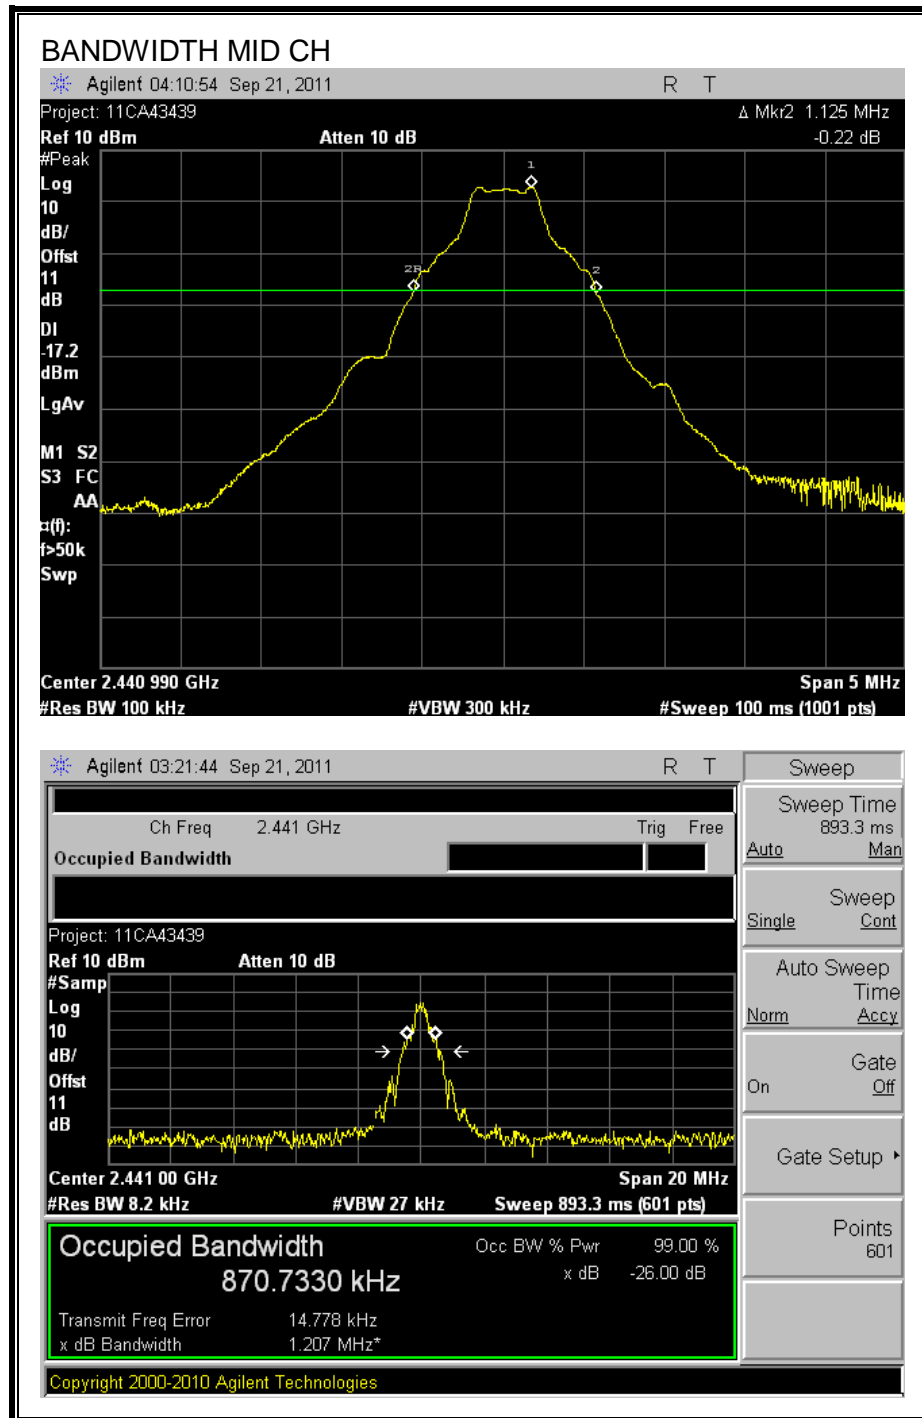 BANDWIDTH MID CH
Agilent 04:10:54 Sep 21, 2011 R T
Project: 11CA43439 Δ Mkr2 1.125 MHz
Ref 10 dBm Atten 10 dB -0.22 dB
#Peak
Log
10
dB/
Offst
11
dB
DI
-17.2
dBm
LgAv
M1 S2
S3 FC
AA
¤(f):
f>50k
Swp
1
2R
2
Center 2.440 990 GHz Span 5 MHz
#Res BW 100 kHz #VBW 300 kHz #Sweep 100 ms (1001 pts)
Agilent 03:21:44 Sep 21, 2011 R T
Ch Freq 2.441 GHz Trig Free
Occupied Bandwidth
Project: 11CA43439
Ref 10 dBm Atten 10 dB
#Samp
Log
10
dB/
Offst
11
dB
Center 2.441 00 GHz Span 20 MHz
#Res BW 8.2 kHz #VBW 27 kHz Sweep 893.3 ms (601 pts)
Occupied Bandwidth Occ BW % Pwr 99.00 %
870.7330 kHz x dB -26.00 dB
Transmit Freq Error 14.778 kHz
x dB Bandwidth 1.207 MHz*
Copyright 2000-2010 Agilent Technologies
Sweep
Sweep Time
893.3 ms
Auto Man
Sweep
Single Cont
Auto Sweep
Time
Norm Accy
Gate
On Off
Gate Setup
Points
601